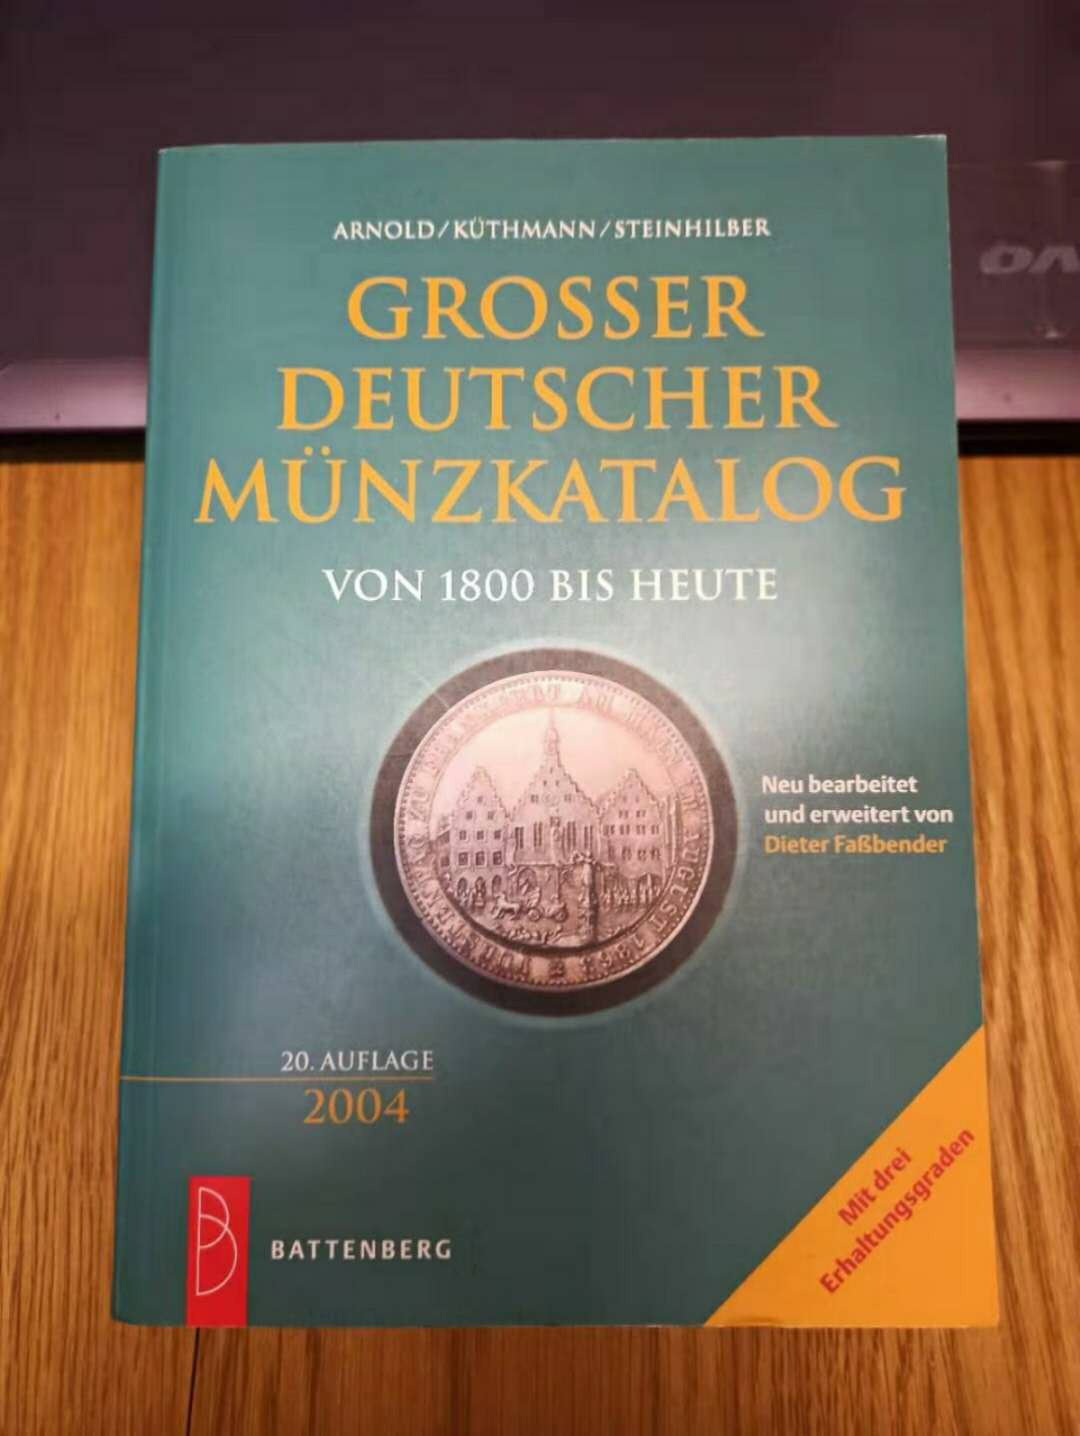 ARNOLD/KÜTHMANN/STEINHILBER
GROSSER
DEUTSCHER
MÜNZKATALOG
VON 1800 BIS HEUTE
Neu bearbeitet
und erweitert von
Dieter Faßbender
20. AUFLAGE
2004
BATTENBERG
Mit drei
Erhaltungsgraden